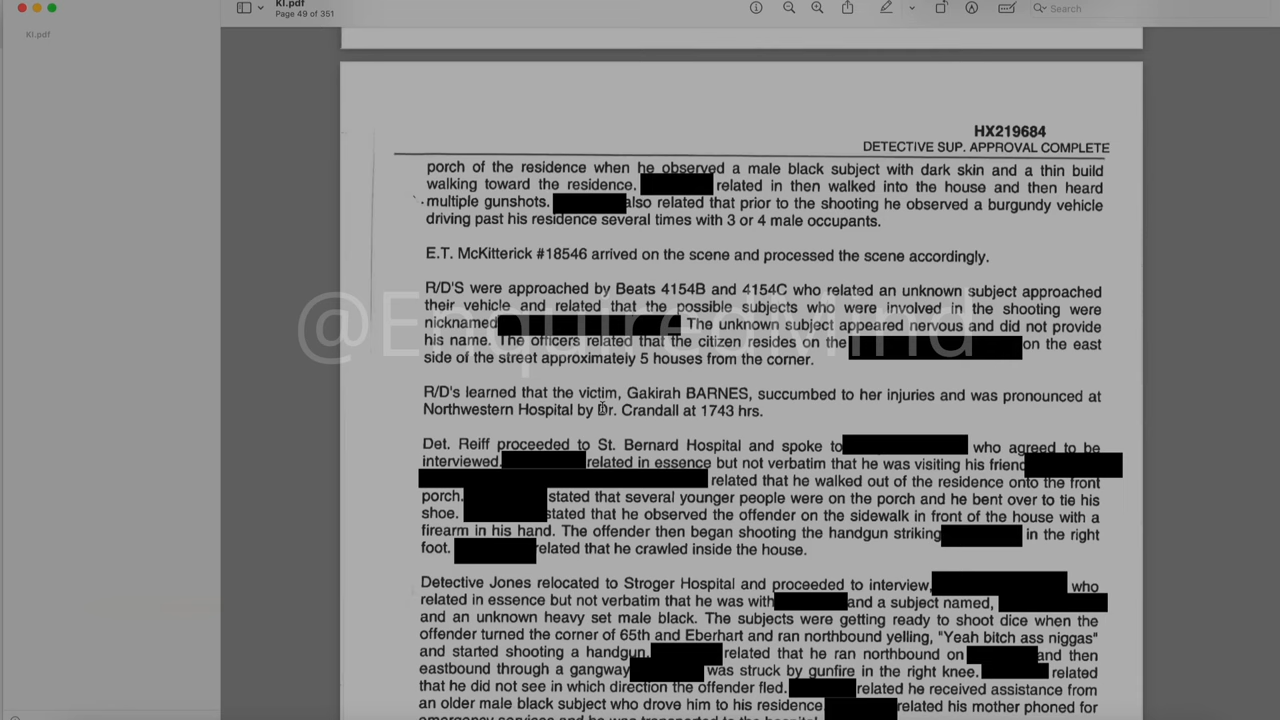 KI.pdf
Page 49 of 351
Search
KI.pdf
HX219684
DETECTIVE SUP. APPROVAL COMPLETE
porch of the residence when he observed a male black subject with dark skin and a thin build
walking toward the residence. related in then walked into the house and then heard
multiple gunshots. also related that prior to the shooting he observed a burgundy vehicle
driving past his residence several times with 3 or 4 male occupants.
E.T. McKitterick #18546 arrived on the scene and processed the scene accordingly.
R/D'S were approached by Beats 4154B and 4154C who related an unknown subject approached
their vehicle and related that the possible subjects who were involved in the shooting were
nicknamed The unknown subject appeared nervous and did not provide
his name. The officers related that the citizen resides on the on the east
side of the street approximately 5 houses from the corner.
@EnquiredMind
R/D's learned that the victim, Gakirah BARNES, succumbed to her injuries and was pronounced at
Northwestern Hospital by Dr. Crandall at 1743 hrs.
Det. Reiff proceeded to St. Bernard Hospital and spoke to who agreed to be
interviewed. related in essence but not verbatim that he was visiting his friend
related that he walked out of the residence onto the front
porch. stated that several younger people were on the porch and he bent over to tie his
shoe. stated that he observed the offender on the sidewalk in front of the house with a
firearm in his hand. The offender then began shooting the handgun striking in the right
foot. related that he crawled inside the house.
Detective Jones relocated to Stroger Hospital and proceeded to interview, who
related in essence but not verbatim that he was with and a subject named,
and an unknown heavy set male black. The subjects were getting ready to shoot dice when the
offender turned the corner of 65th and Eberhart and ran northbound yelling, "Yeah bitch ass niggas"
and started shooting a handgun. related that he ran northbound on and then
eastbound through a gangway was struck by gunfire in the right knee. related
that he did not see in which direction the offender fled. related he received assistance from
an older male black subject who drove him to his residence related his mother phoned for